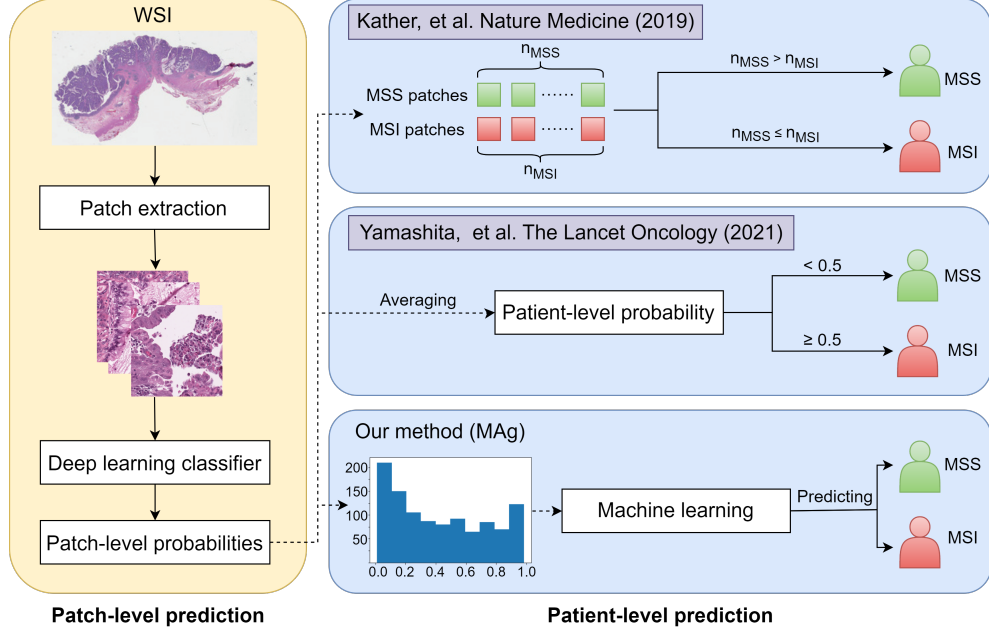 WSI
Patch extraction
Deep learning classifier
Patch-level probabilities
Patch-level prediction
Kather, et al. Nature Medicine (2019)
nMSS
MSS patches ······
MSI patches ······
nMSI
nMSS > nMSI
MSS
nMSS ≤ nMSI
MSI
Yamashita, et al. The Lancet Oncology (2021)
Averaging
Patient-level probability
< 0.5
MSS
≥ 0.5
MSI
Our method (MAg)
200
150
100
50
0.0 0.2 0.4 0.6 0.8 1.0
Machine learning
Predicting
MSS
MSI
Patient-level prediction